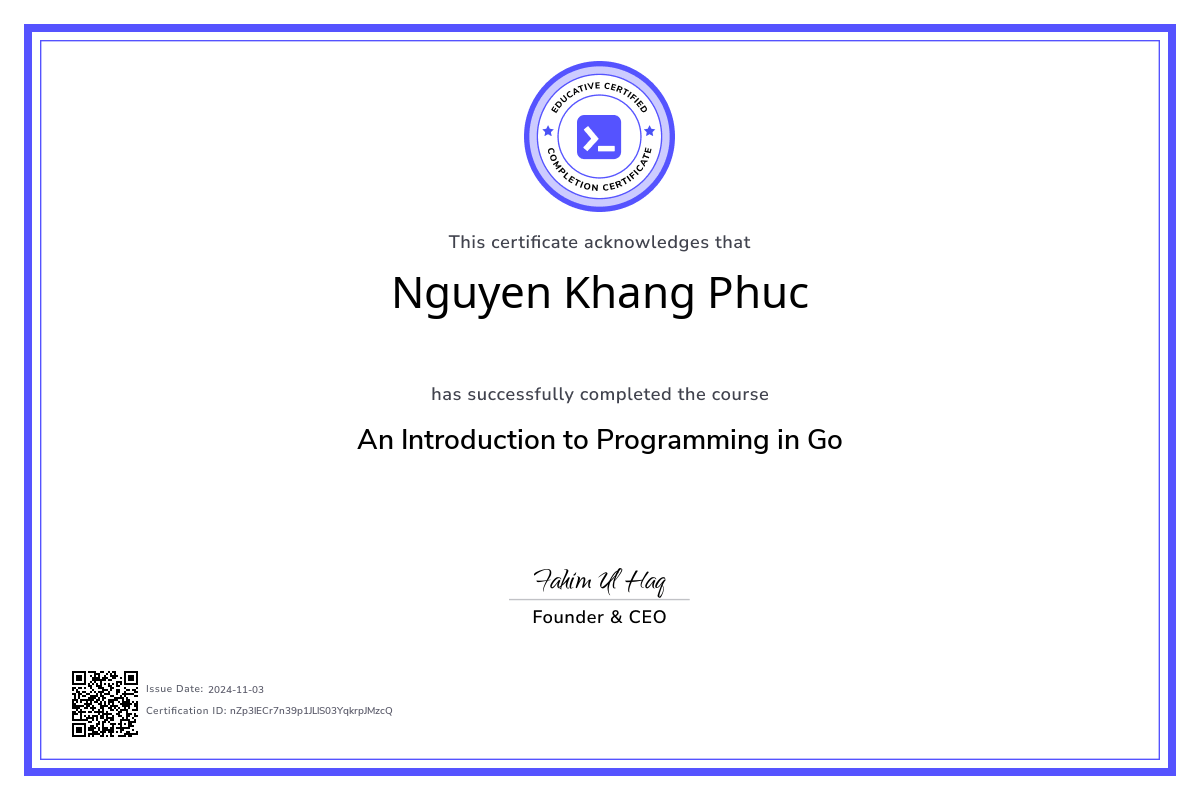 EDUCATIVE CERTIFIED
COMPLETION CERTIFICATE
This certificate acknowledges that
Nguyen Khang Phuc
has successfully completed the course
An Introduction to Programming in Go
Fahim Ul Haq
Founder & CEO
Issue Date: 2024-11-03
Certification ID: nZp3IECr7n39p1JLIS03YqkrpJMzcQ